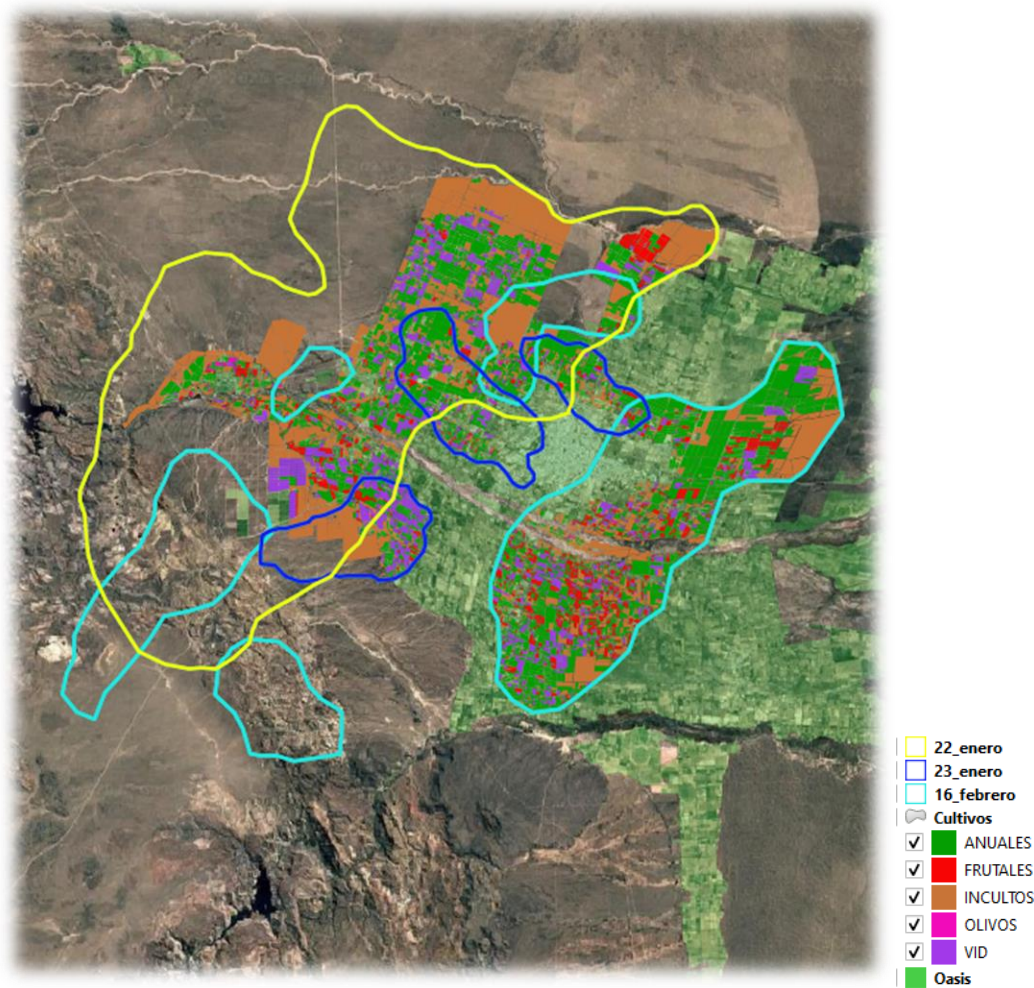 22_enero
23_enero
16_febrero
Cultivos
ANUALES
FRUTALES
INCULTOS
OLIVOS
VID
Oasis